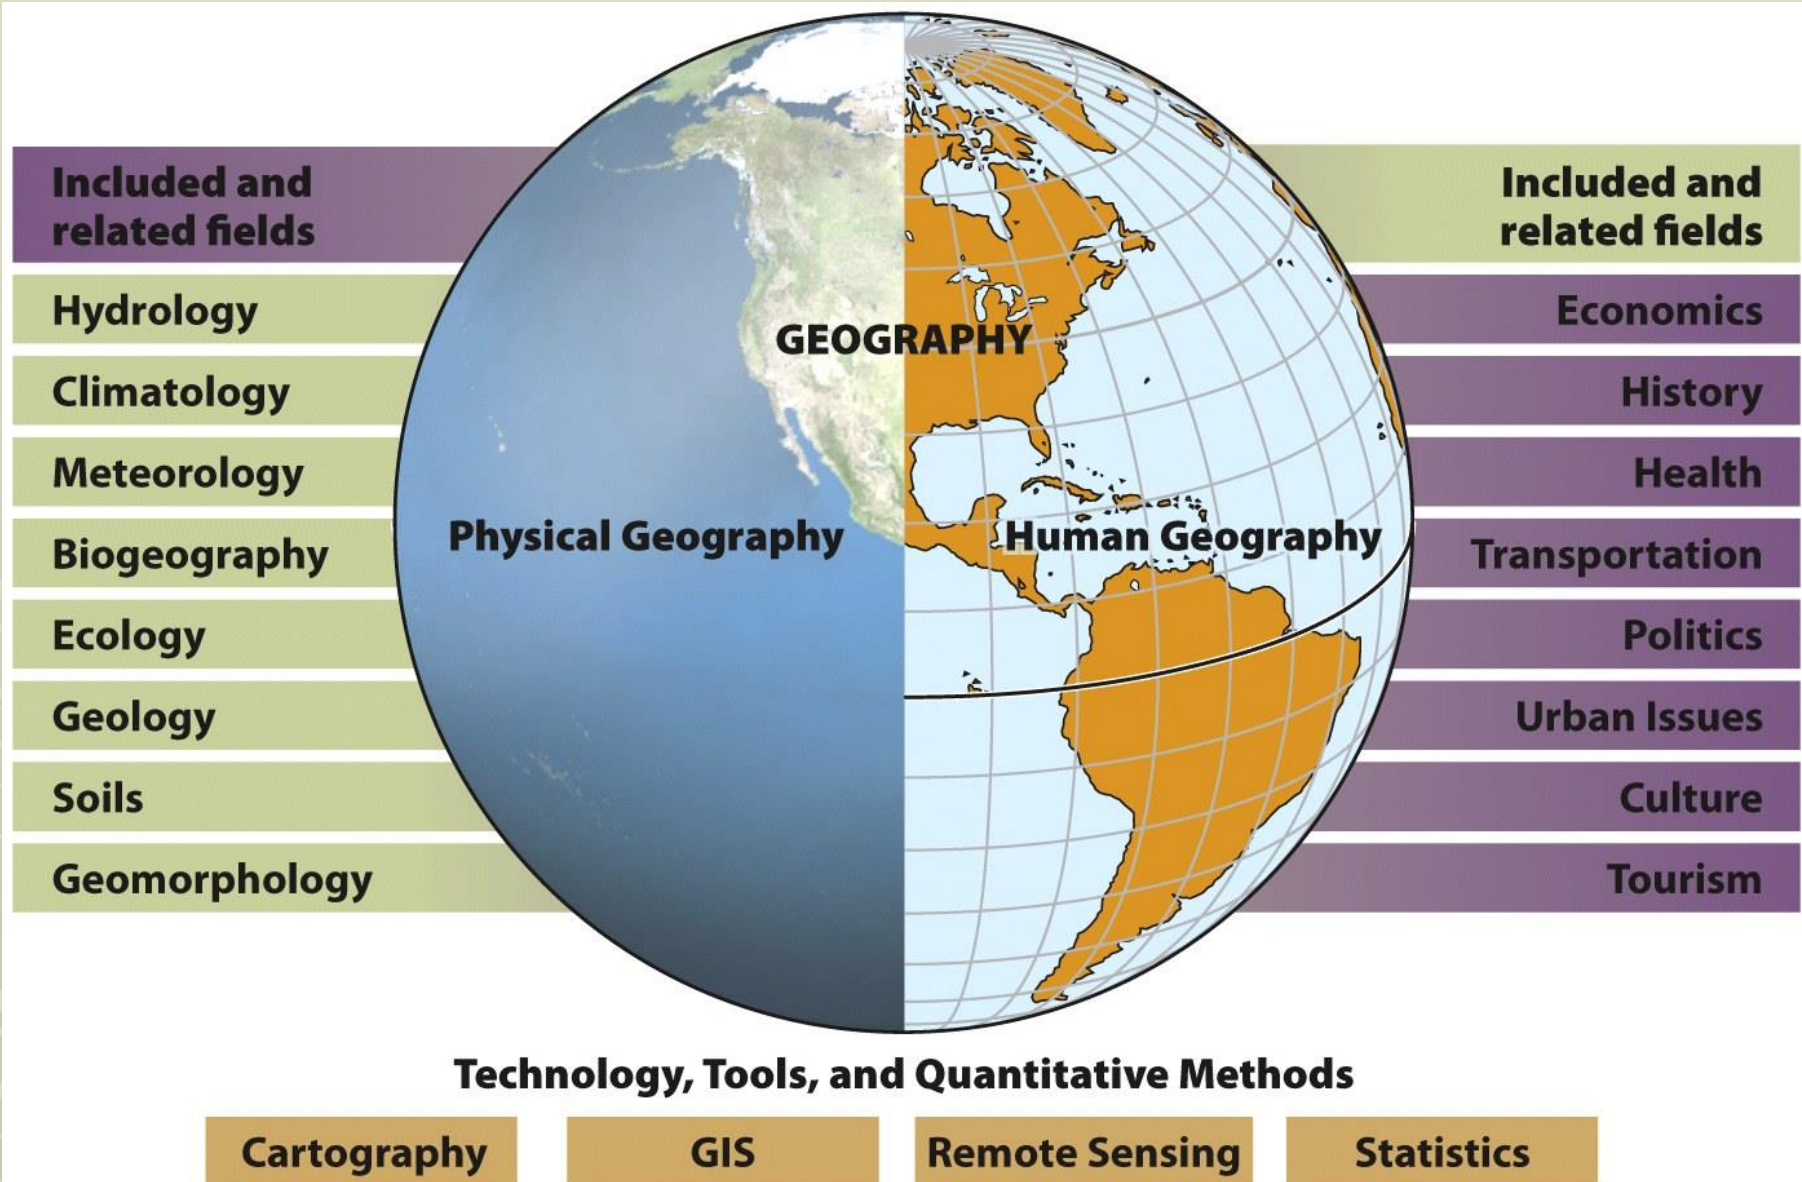 Included and
related fields
Hydrology
Climatology
Meteorology
Biogeography
Ecology
Geology
Soils
Geomorphology
GEOGRAPHY
Physical Geography
Human Geography
Included and
related fields
Economics
History
Health
Transportation
Politics
Urban Issues
Culture
Tourism
Technology, Tools, and Quantitative Methods
Cartography
GIS
Remote Sensing
Statistics